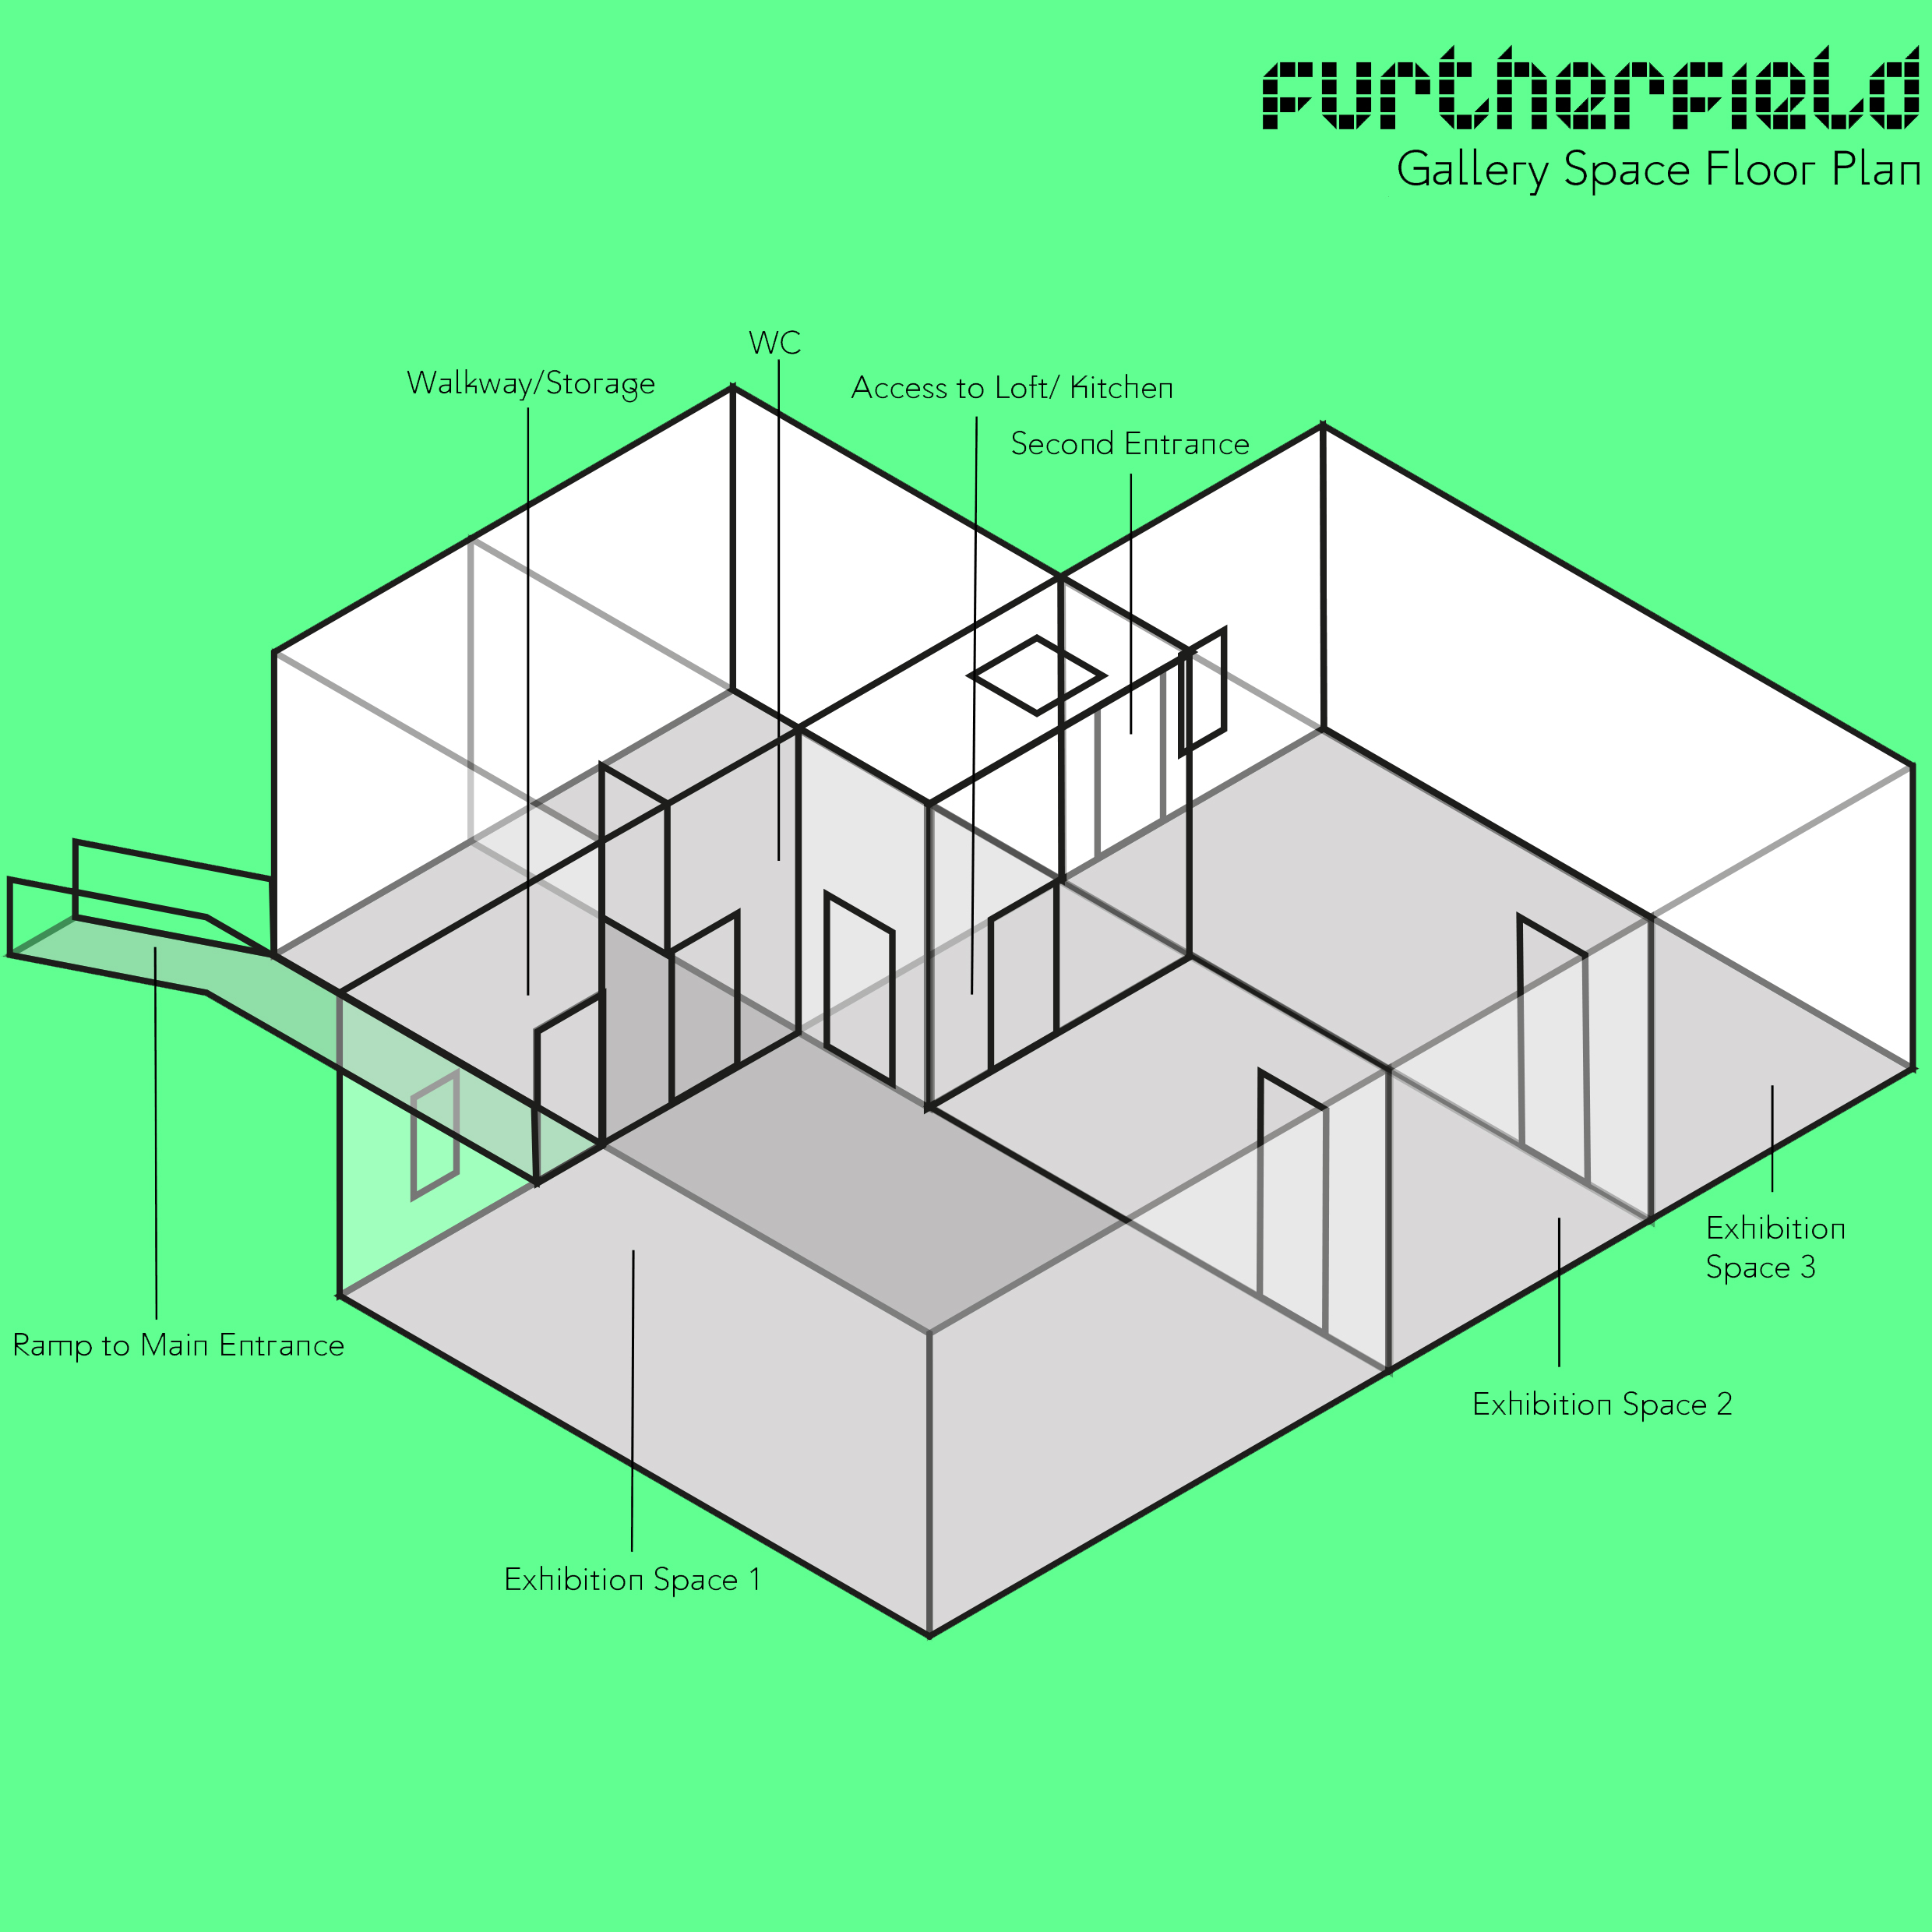 furtherfield
Gallery Space Floor Plan
WC
Walkway/Storage
Access to Loft/ Kitchen
Second Entrance
Exhibition
Space 3
Ramp to Main Entrance
Exhibition Space 2
Exhibition Space 1